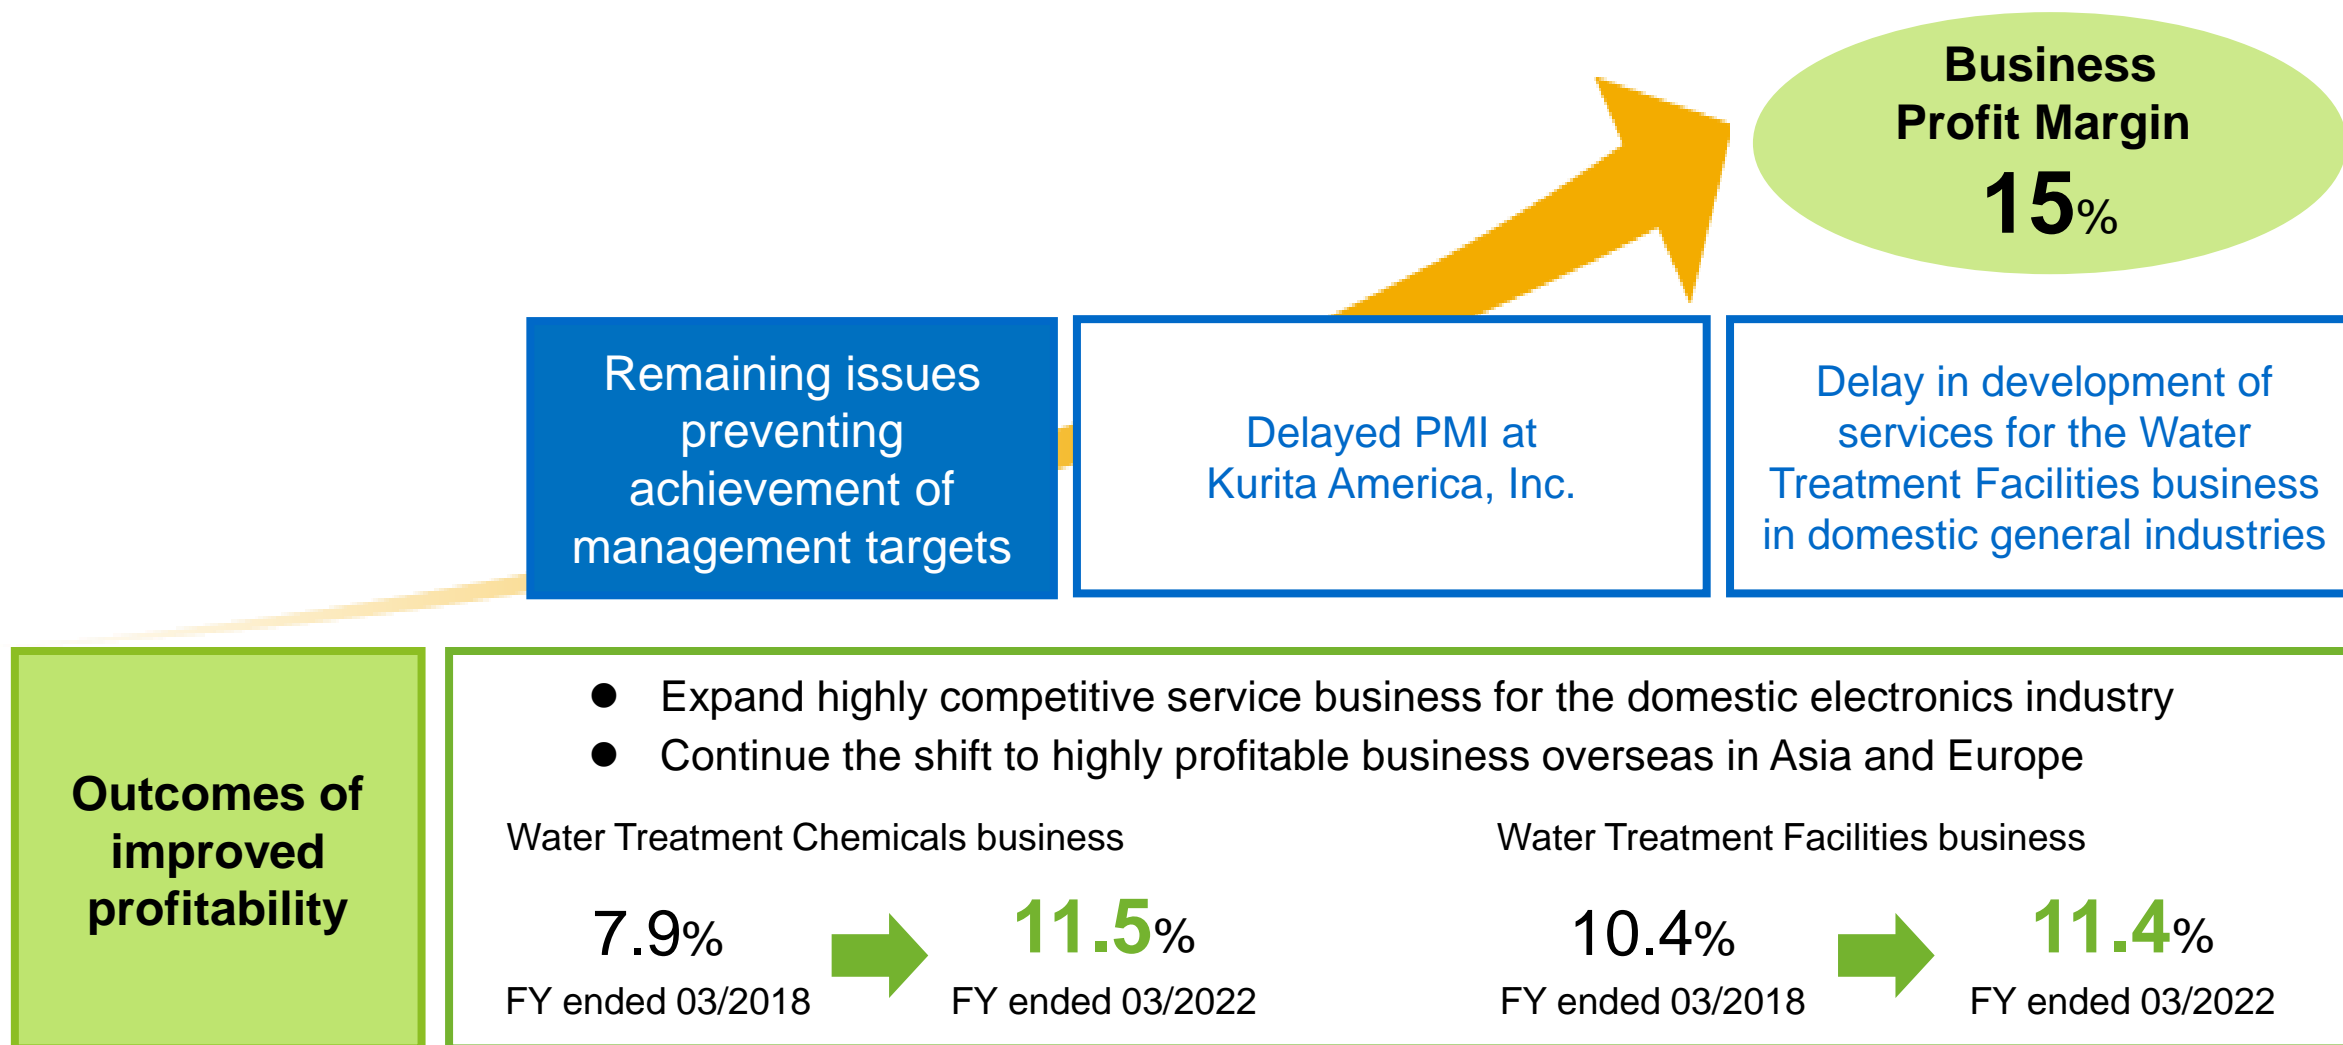 Business
Profit Margin
15%
Remaining issues
preventing
achievement of
management targets
Delayed PMI at
Kurita America, Inc.
Delay in development of
services for the Water
Treatment Facilities business
in domestic general industries
Outcomes of
improved
profitability
● Expand highly competitive service business for the domestic electronics industry
● Continue the shift to highly profitable business overseas in Asia and Europe
Water Treatment Chemicals business
7.9%
FY ended 03/2018
11.5%
FY ended 03/2022
Water Treatment Facilities business
10.4%
FY ended 03/2018
11.4%
FY ended 03/2022